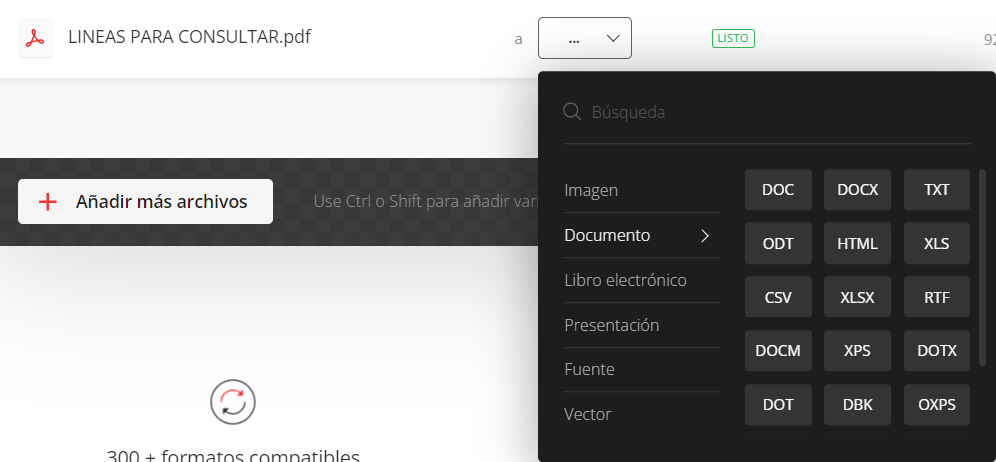 LINEAS PARA CONSULTAR.pdf
a
...
LISTO
92
Búsqueda
Añadir más archivos
Use Ctrl o Shift para añadir vari
Imagen
Documento
Libro electrónico
Presentación
Fuente
Vector
DOC DOCX TXT
ODT HTML XLS
CSV XLSX RTF
DOCM XPS DOTX
DOT DBK OXPS
300 + formatos compatibles